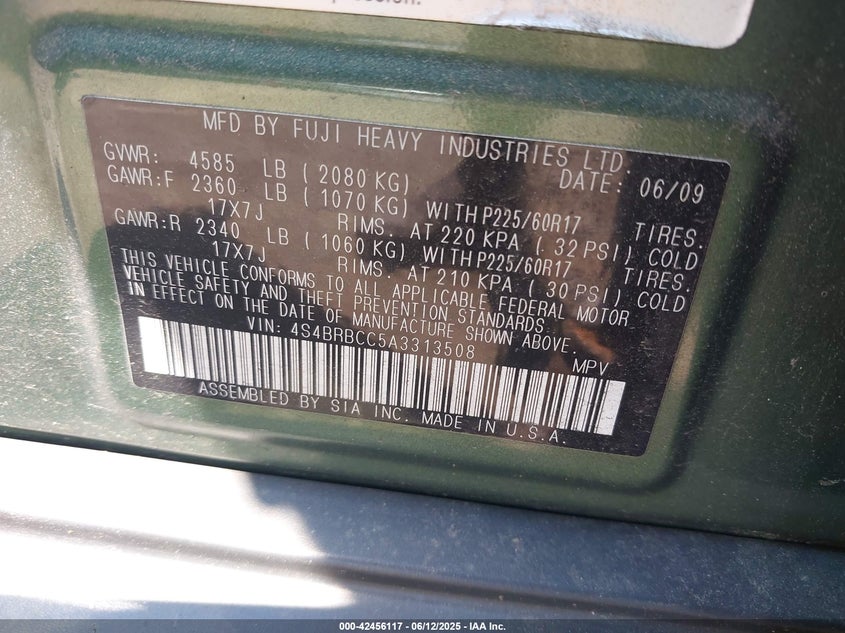 MFD BY FUJI HEAVY INDUSTRIES LTD.
GVWR: 4585 LB ( 2080 KG) DATE: 06/09
GAWR:F 2360 LB ( 1070 KG) WITH P225/60R17 TIRES.
17X7J RIMS. AT 220 KPA ( 32 PSI) COLD
GAWR:R 2340 LB ( 1060 KG) WITH P225/60R17 TIRES.
17X7J RIMS. AT 210 KPA ( 30 PSI) COLD
THIS VEHICLE CONFORMS TO ALL APPLICABLE FEDERAL MOTOR
VEHICLE SAFETY AND THEFT PREVENTION STANDARDS.
IN EFFECT ON THE DATE OF MANUFACTURE SHOWN ABOVE.
VIN: 4S4BRBCC5A3313508 MPV
ASSEMBLED BY SIA INC. MADE IN U.S.A.
000-42456117 - 06/12/2025 - IAA Inc.